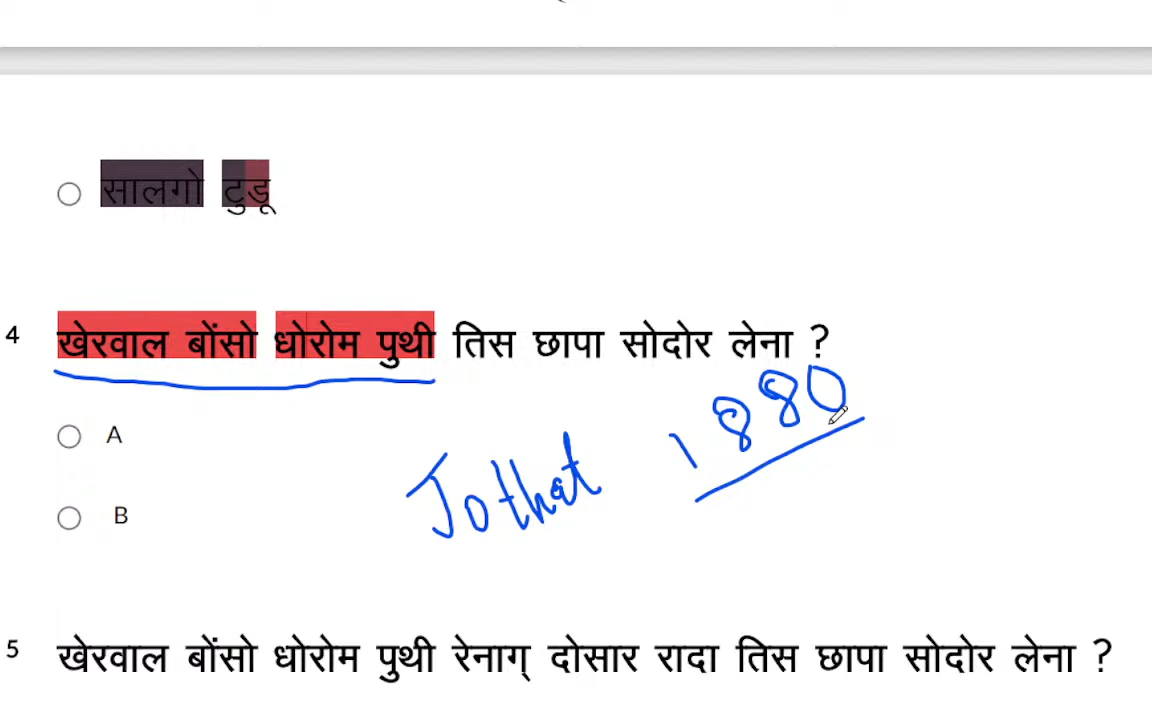 सालगो टुडू
4 खेरवाल बोंसो धोरोम पुथी तिस छापा सोदोर लेना ?
1880
A
Jothat
B
5 खेरवाल बोंसो धोरोम पुथी रेनाग् दोसार रादा तिस छापा सोदोर लेना ?